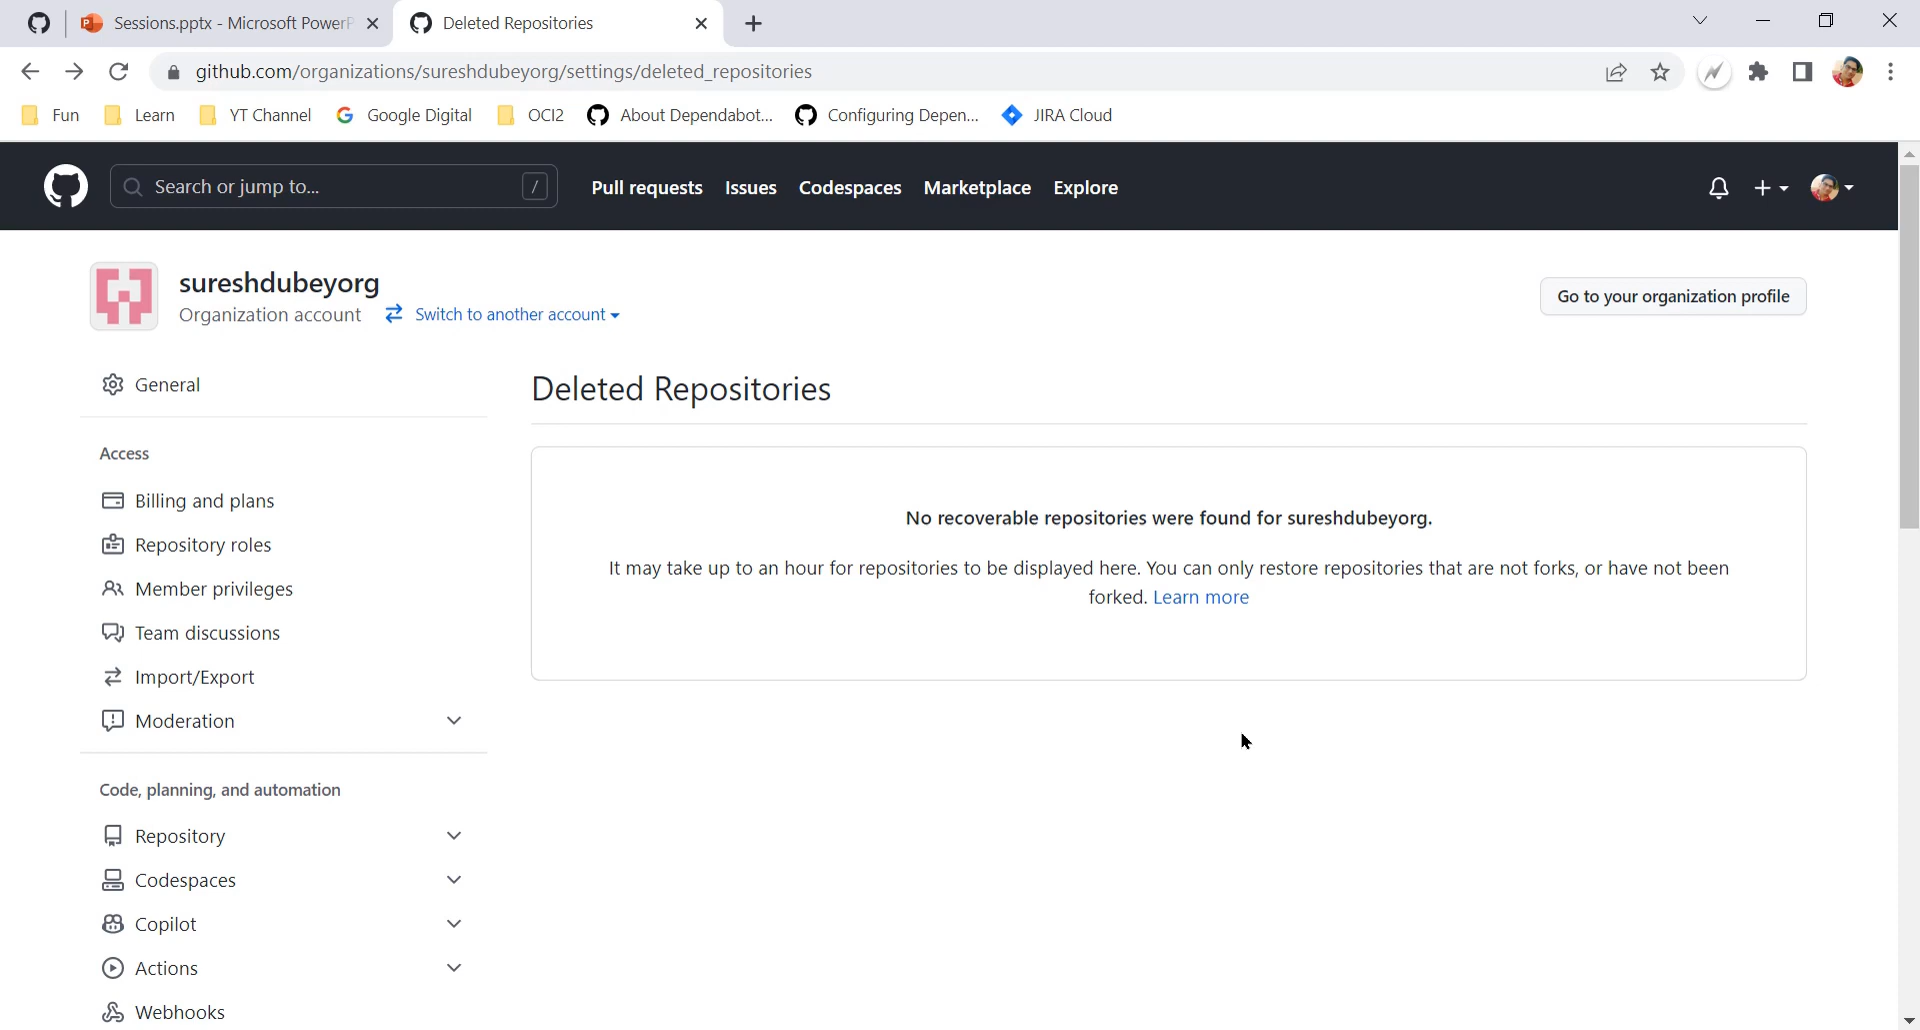 Sessions.pptx - Microsoft PowerP
Deleted Repositories
github.com/organizations/sureshdubeyorg/settings/deleted_repositories
Fun
Learn
YT Channel
Google Digital
OCI2
About Dependabot...
Configuring Depen...
JIRA Cloud
Search or jump to...
/
Pull requests
Issues
Codespaces
Marketplace
Explore
sureshdubeyorg
Organization account
Switch to another account
Go to your organization profile
General
Access
Billing and plans
Repository roles
Member privileges
Team discussions
Import/Export
Moderation
Code, planning, and automation
Repository
Codespaces
Copilot
Actions
Webhooks
Deleted Repositories
No recoverable repositories were found for sureshdubeyorg.
It may take up to an hour for repositories to be displayed here. You can only restore repositories that are not forks, or have not been
forked. Learn more